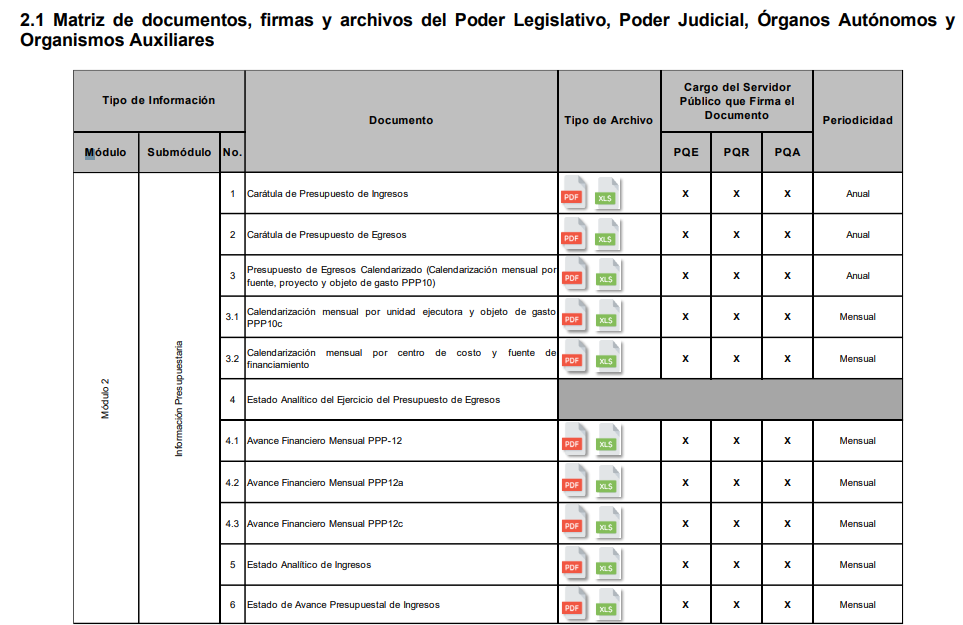 2.1 Matriz de documentos, firmas y archivos del Poder Legislativo, Poder Judicial, Órganos Autónomos y
Organismos Auxiliares
Tipo de Información
Documento
Tipo de Archivo
Cargo del Servidor
Público que Firma el
Documento
Periodicidad
Módulo Submódulo No. PQE PQR PQA
Módulo 2
Información Presupuestaria
1 Carátula de Presupuesto de Ingresos PDF XLS X X X Anual
2 Carátula de Presupuesto de Egresos PDF XLS X X X Anual
3 Presupuesto de Egresos Calendarizado (Calendarización mensual por
fuente, proyecto y objeto de gasto PPP10) PDF XLS X X X Anual
3.1 Calendarización mensual por unidad ejecutora y objeto de gasto
PPP10c PDF XLS X X X Mensual
3.2 Calendarización mensual por centro de costo y fuente de
financiamiento PDF XLS X X X Mensual
4 Estado Analítico del Ejercicio del Presupuesto de Egresos
4.1 Avance Financiero Mensual PPP-12 PDF XLS X X X Mensual
4.2 Avance Financiero Mensual PPP12a PDF XLS X X X Mensual
4.3 Avance Financiero Mensual PPP12c PDF XLS X X X Mensual
5 Estado Analítico de Ingresos PDF XLS X X X Mensual
6 Estado de Avance Presupuestal de Ingresos PDF XLS X X X Mensual